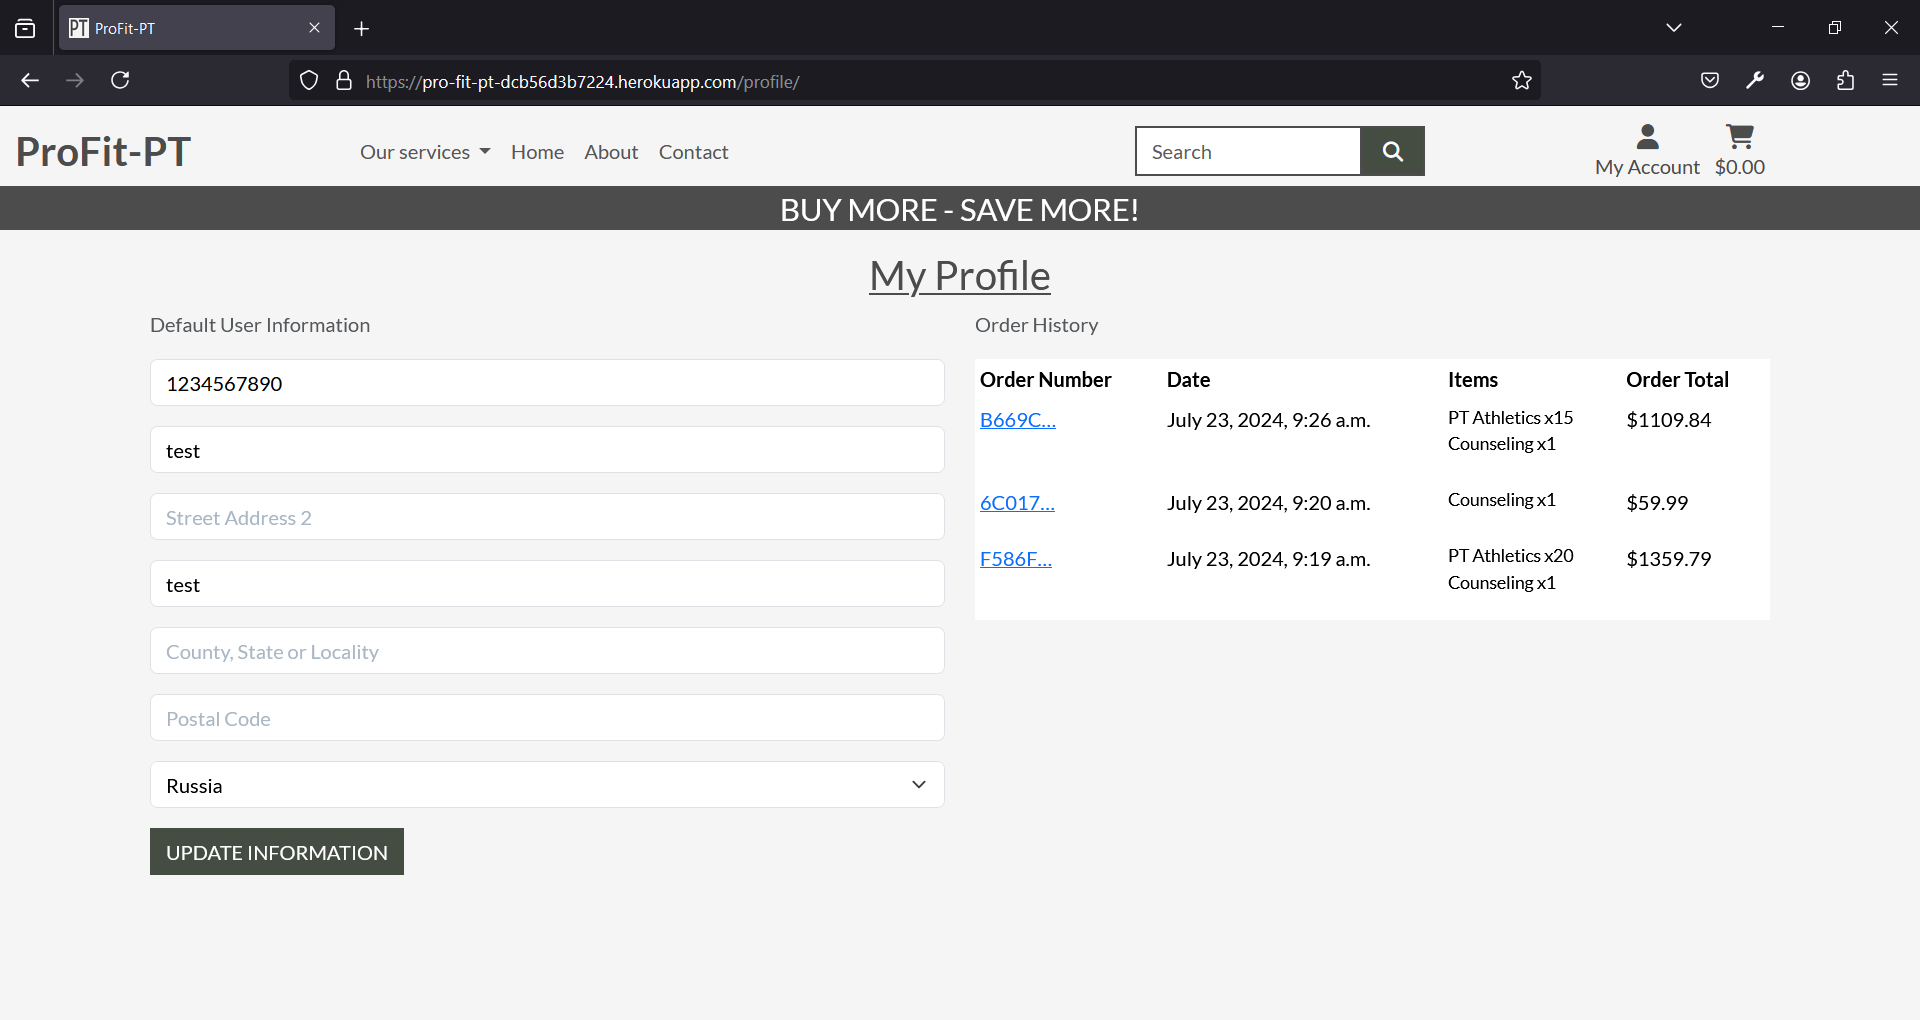 PT ProFit-PT
https://pro-fit-pt-dcb56d3b7224.herokuapp.com/profile/
ProFit-PT Our services Home About Contact Search My Account $0.00
BUY MORE - SAVE MORE!
My Profile
Default User Information
1234567890
test
Street Address 2
test
County, State or Locality
Postal Code
Russia
UPDATE INFORMATION
Order History
Order Number Date Items Order Total
B669C... July 23, 2024, 9:26 a.m. PT Athletics x15 $1109.84
Counseling x1
6C017... July 23, 2024, 9:20 a.m. Counseling x1 $59.99
F586F... July 23, 2024, 9:19 a.m. PT Athletics x20 $1359.79
Counseling x1